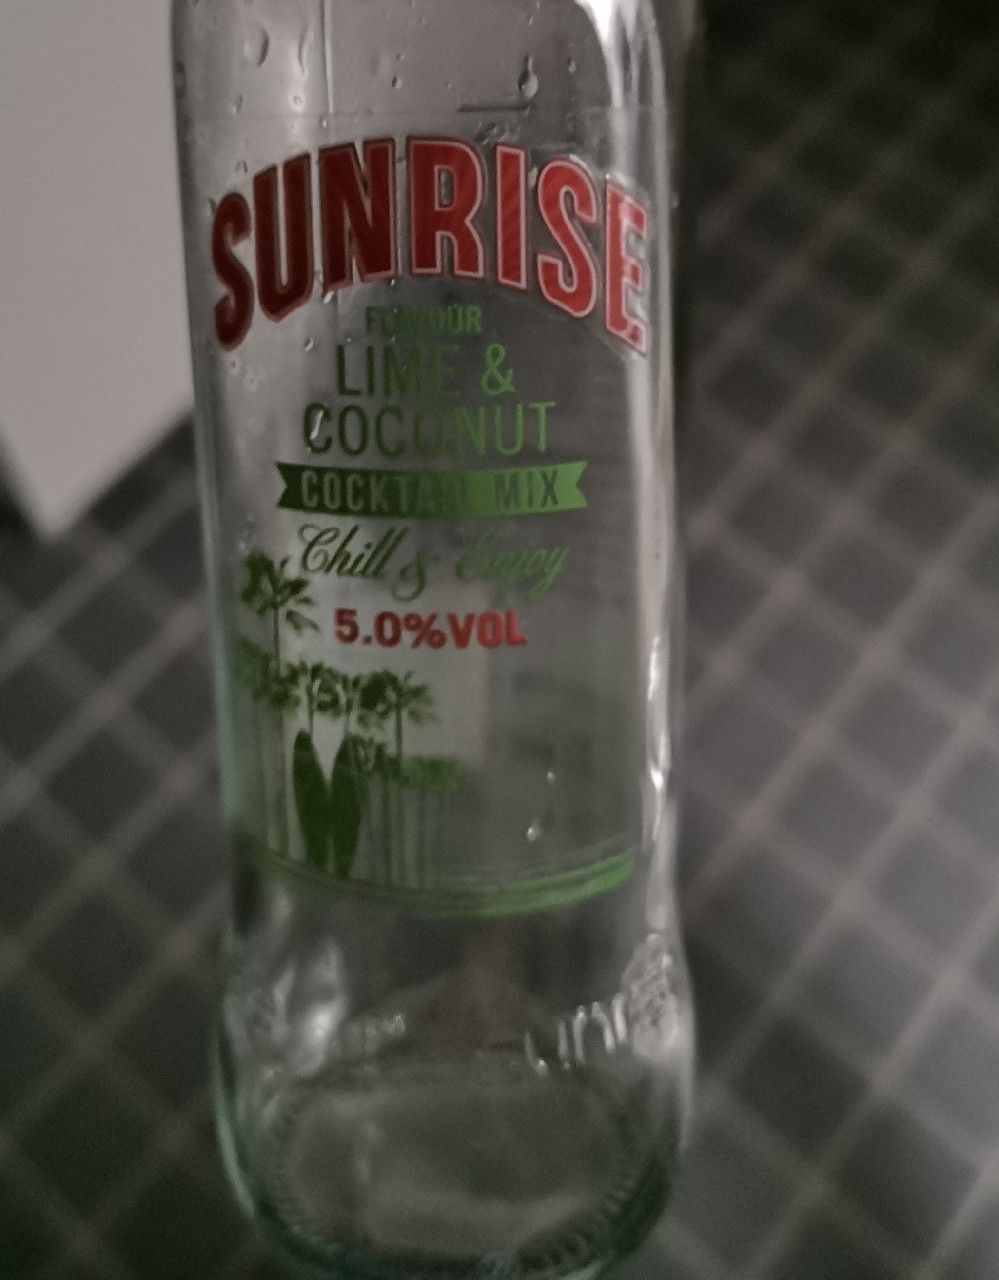 SUNRISE
FLAVOUR
LIME &
COCONUT
COCKTAIL MIX
Chill & Enjoy
5.0%VOL